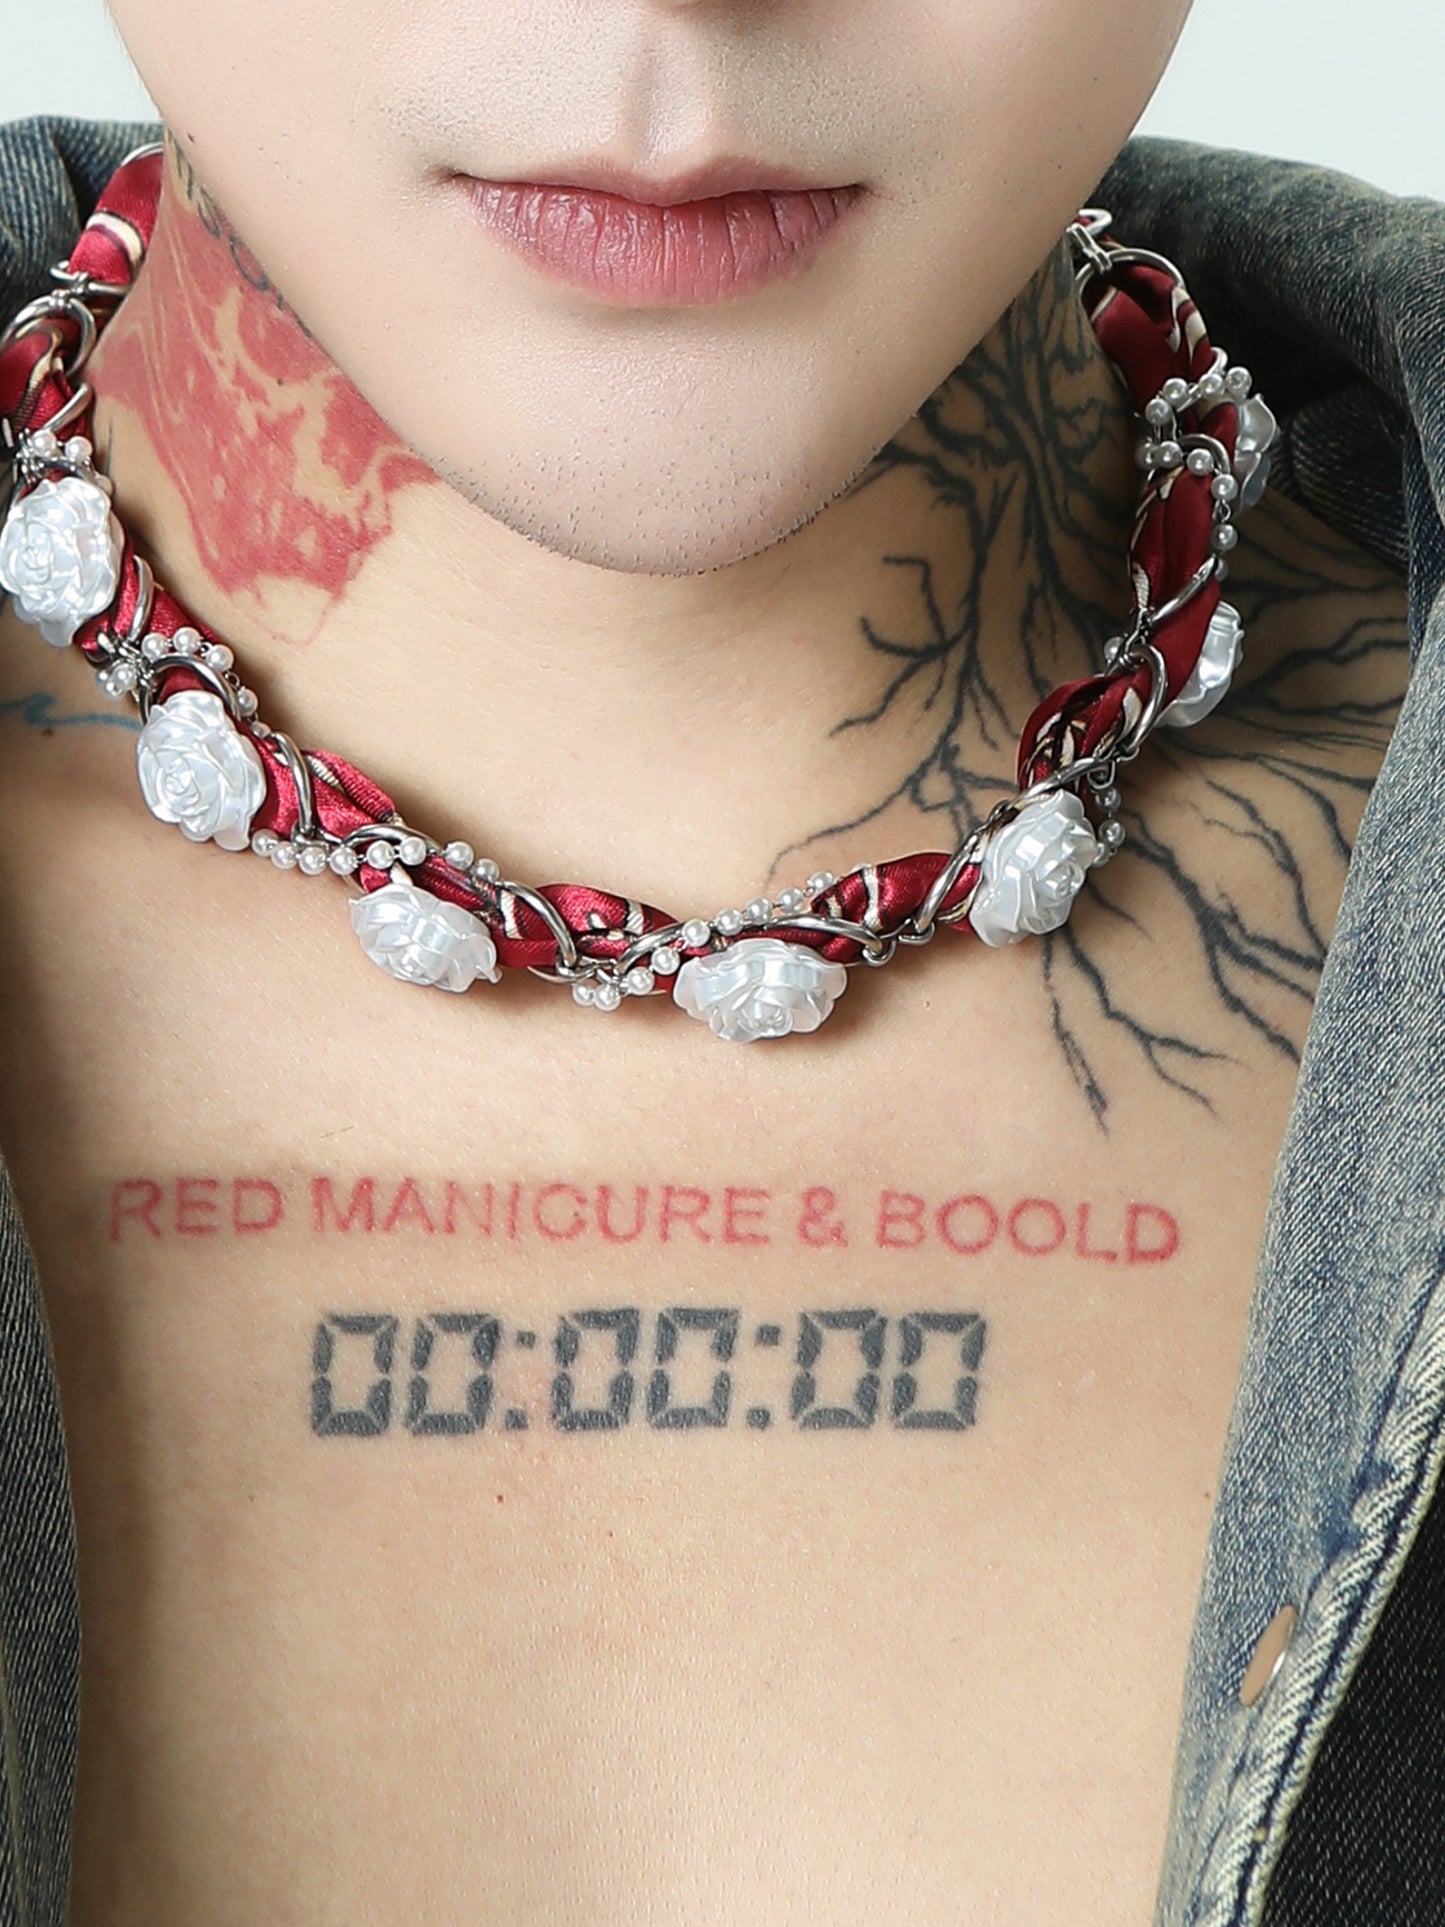 RED MANICURE & BOOLD
00:00:00